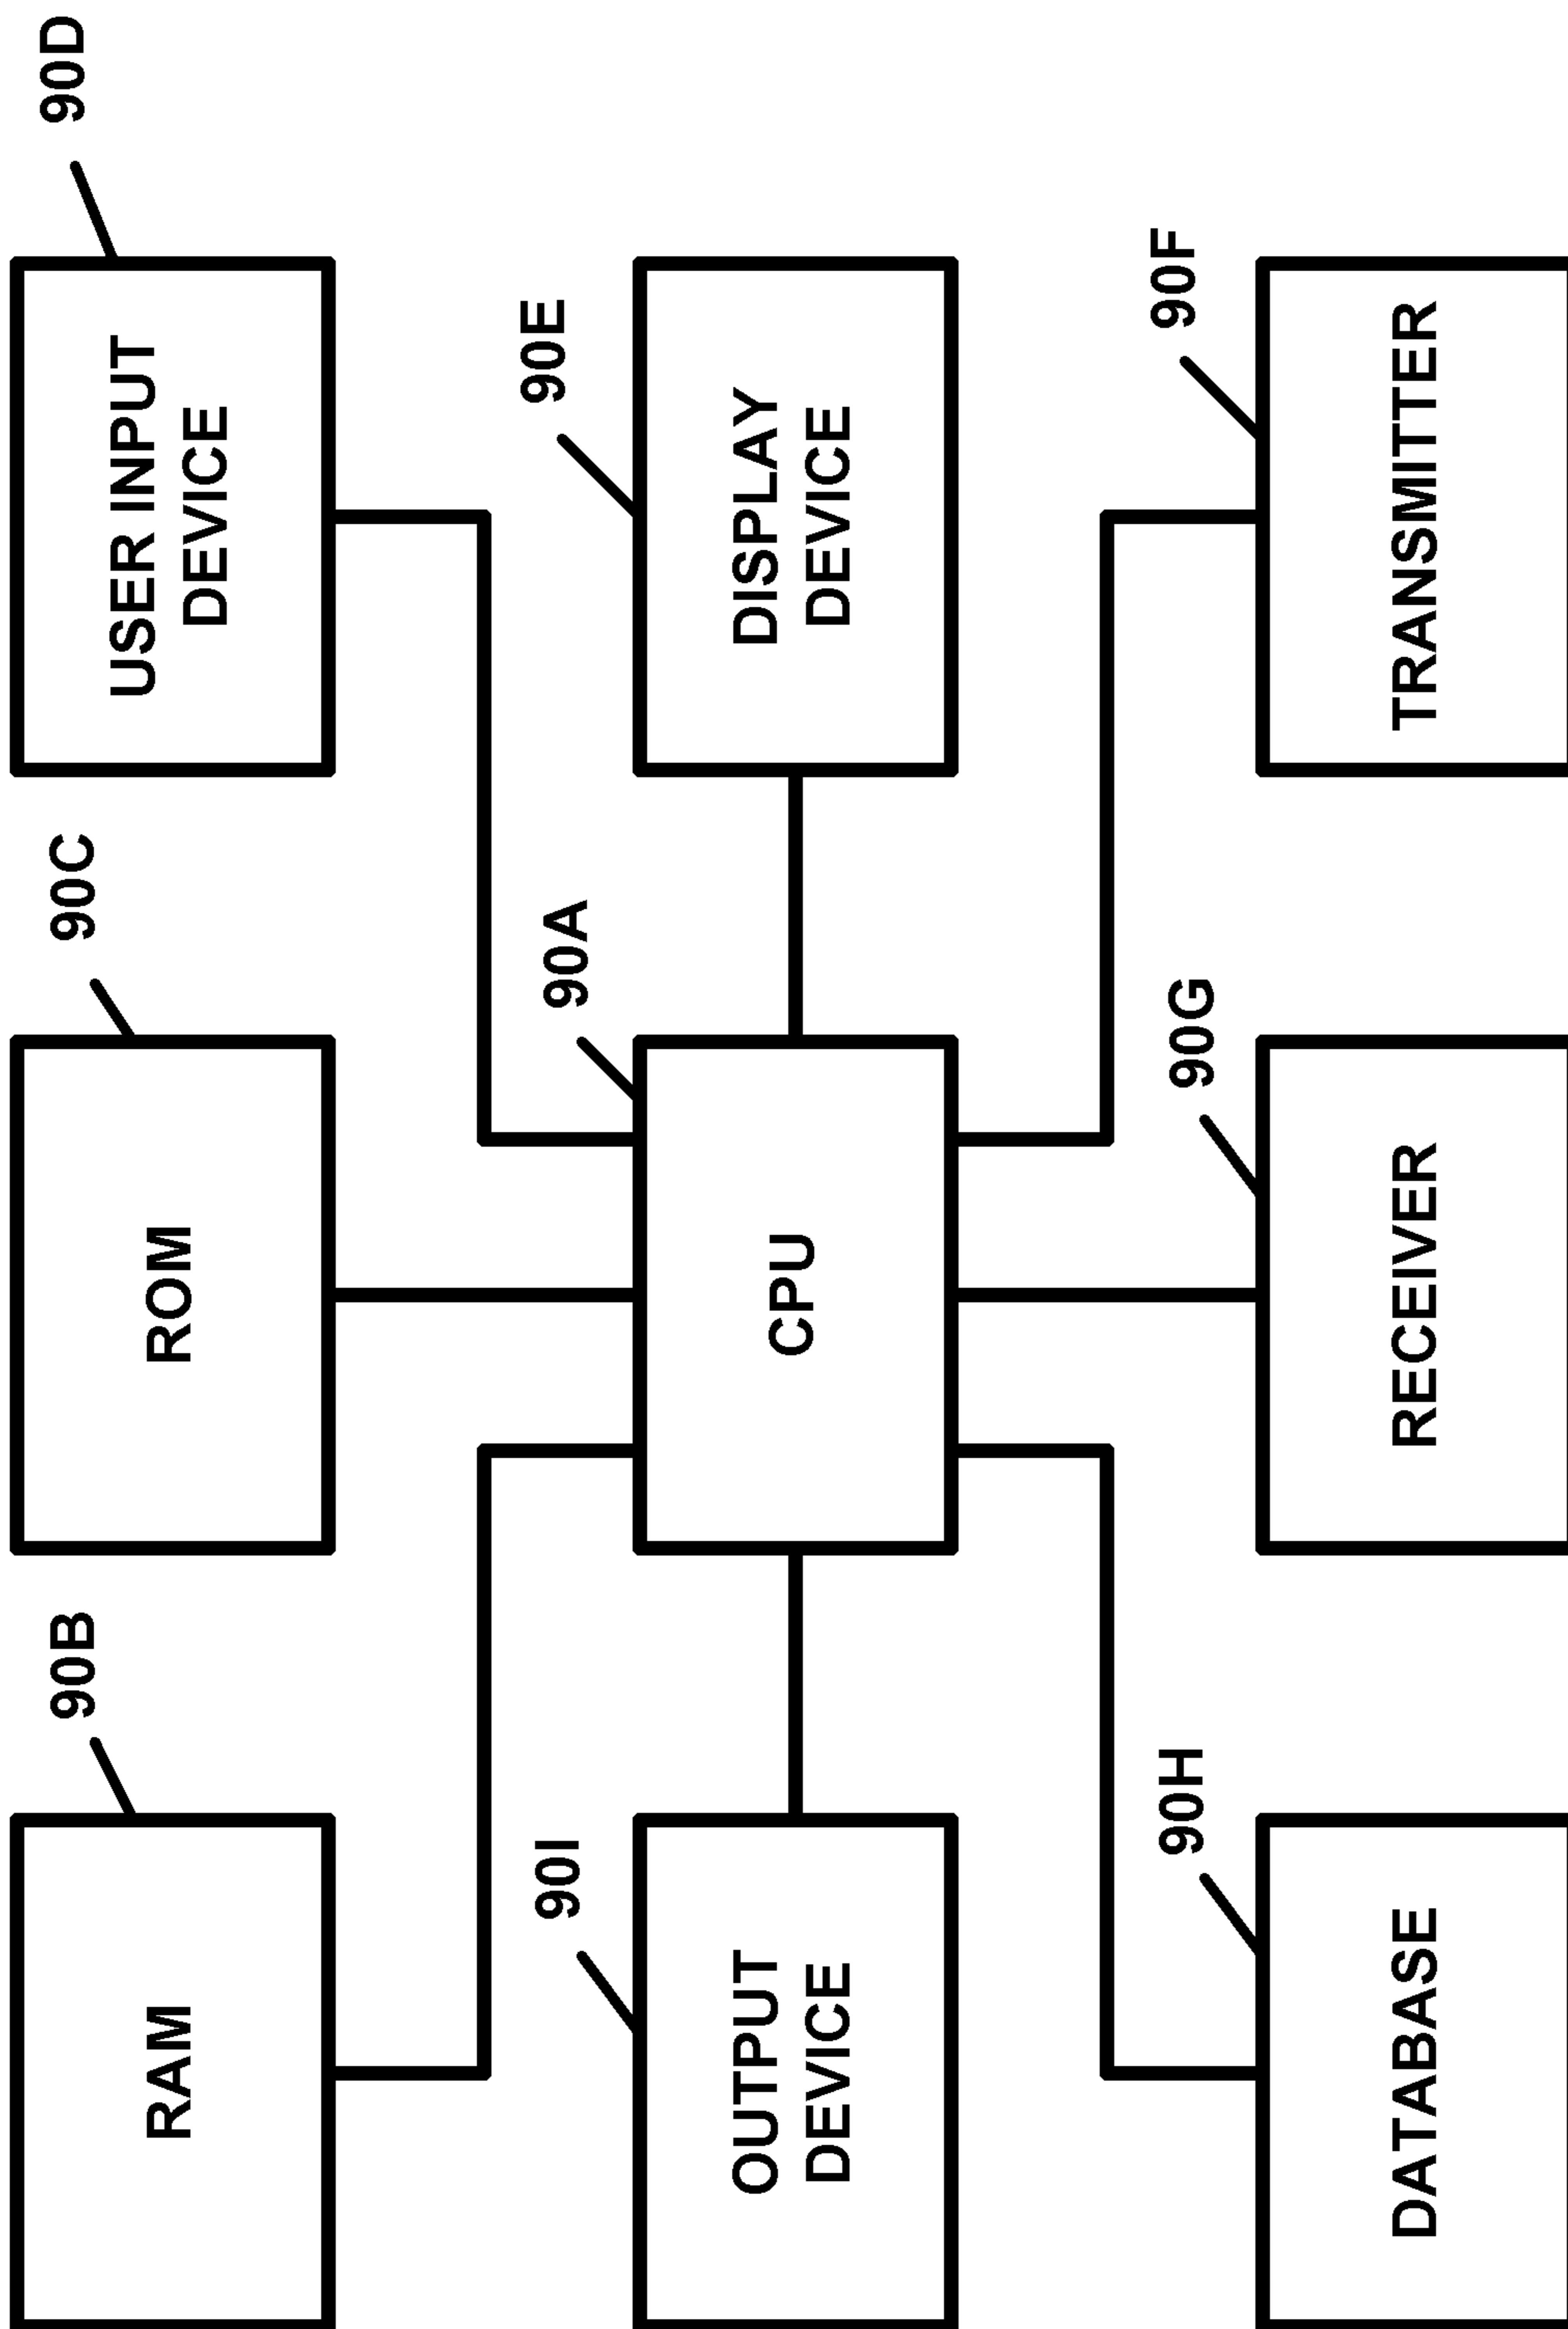 90B
90C
90D
RAM
ROM
USER INPUT
DEVICE
90I
90A
90E
OUTPUT
DEVICE
CPU
DISPLAY
DEVICE
90H
90G
90F
DATABASE
RECEIVER
TRANSMITTER